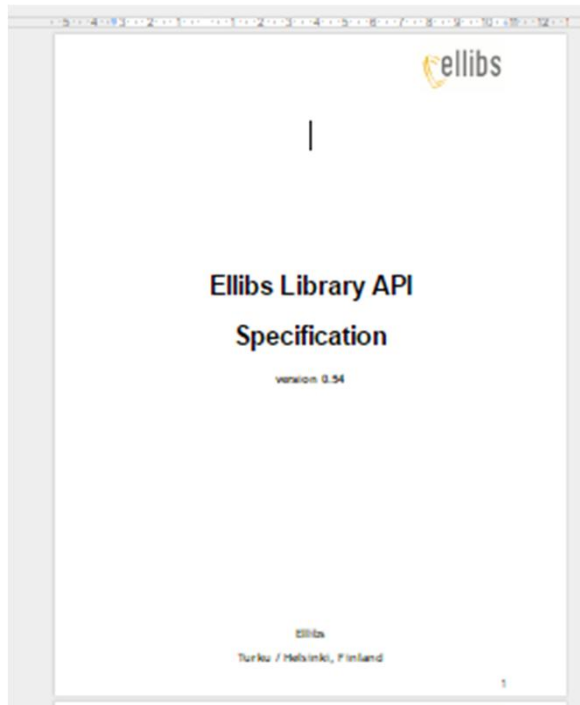 ellibs
Ellibs Library API
Specification
version 0.54
Ellibs
Turku / Helsinki, Finland
1